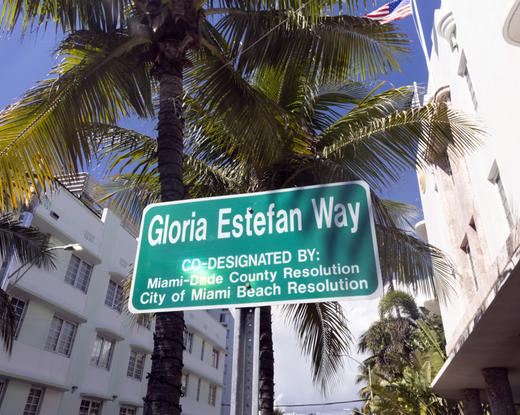 Gloria Estefan Way
CO-DESIGNATED BY:
Miami-Dade County Resolution
City of Miami Beach Resolution